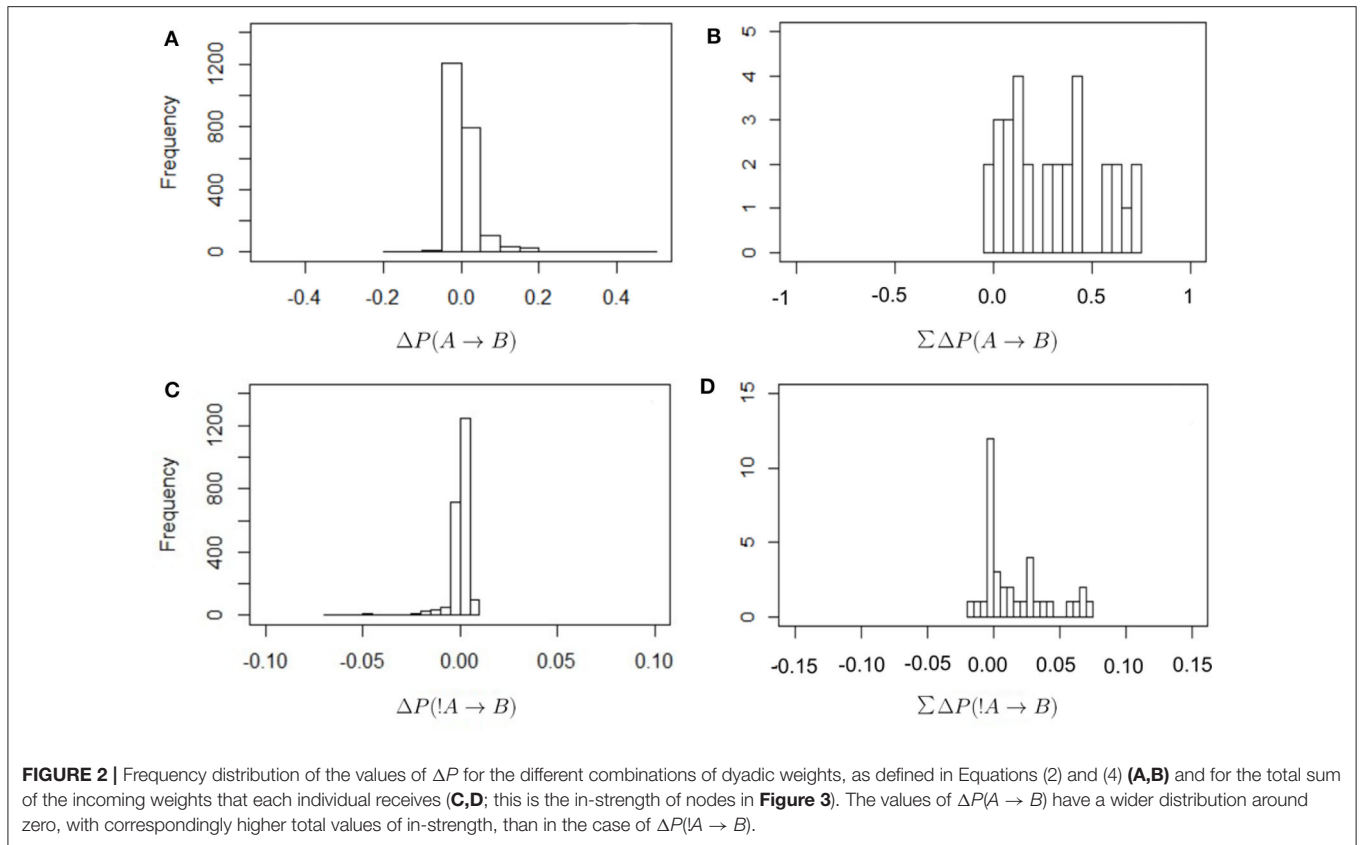 A
Frequency
0 400 800 1200
-0.4 -0.2 0.0 0.2 0.4
ΔP(A → B)
B
0 1 2 3 4 5
-1 -0.5 0.0 0.5 1
∑ΔP(A → B)
C
Frequency
0 400 800 1200
-0.10 -0.05 0.00 0.05 0.10
ΔP(!A → B)
D
0 5 10 15
-0.15 -0.10 -0.05 0.00 0.05 0.10 0.15
∑ΔP(!A → B)
FIGURE 2 | Frequency distribution of the values of ΔP for the different combinations of dyadic weights, as defined in Equations (2) and (4) (A,B) and for the total sum
of the incoming weights that each individual receives (C,D; this is the in-strength of nodes in Figure 3). The values of ΔP(A → B) have a wider distribution around
zero, with correspondingly higher total values of in-strength, than in the case of ΔP(!A → B).